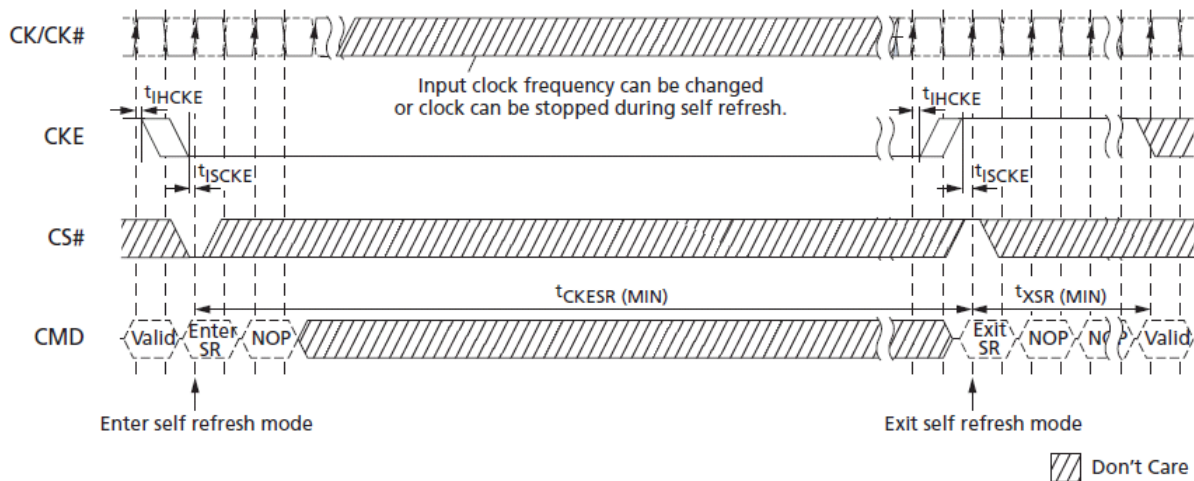 CK/CK#
Input clock frequency can be changed
or clock can be stopped during self refresh.
tIHCKE
tIHCKE
CKE
tISCKE
tISCKE
CS#
tCKESR (MIN)
tXSR (MIN)
CMD
Valid
Enter
SR
NOP
Exit
SR
NOP
NOP
Valid
Enter self refresh mode
Exit self refresh mode
Don't Care